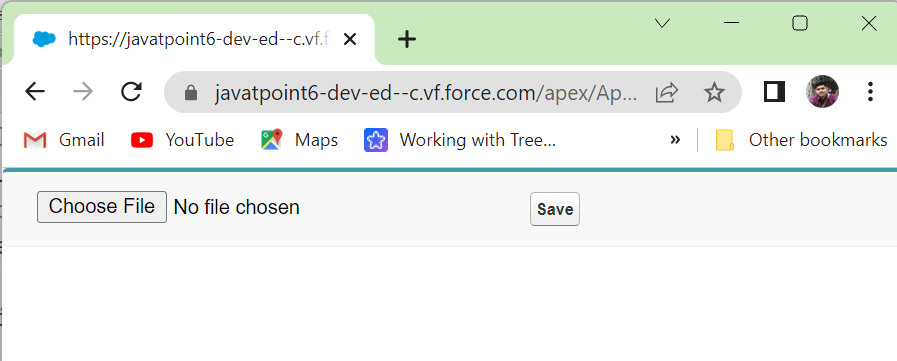 https://javatpoint6-dev-ed--c.vf.f
javatpoint6-dev-ed--c.vf.force.com/apex/Ap...
Gmail YouTube Maps Working with Tree... » Other bookmarks
Choose File No file chosen Save